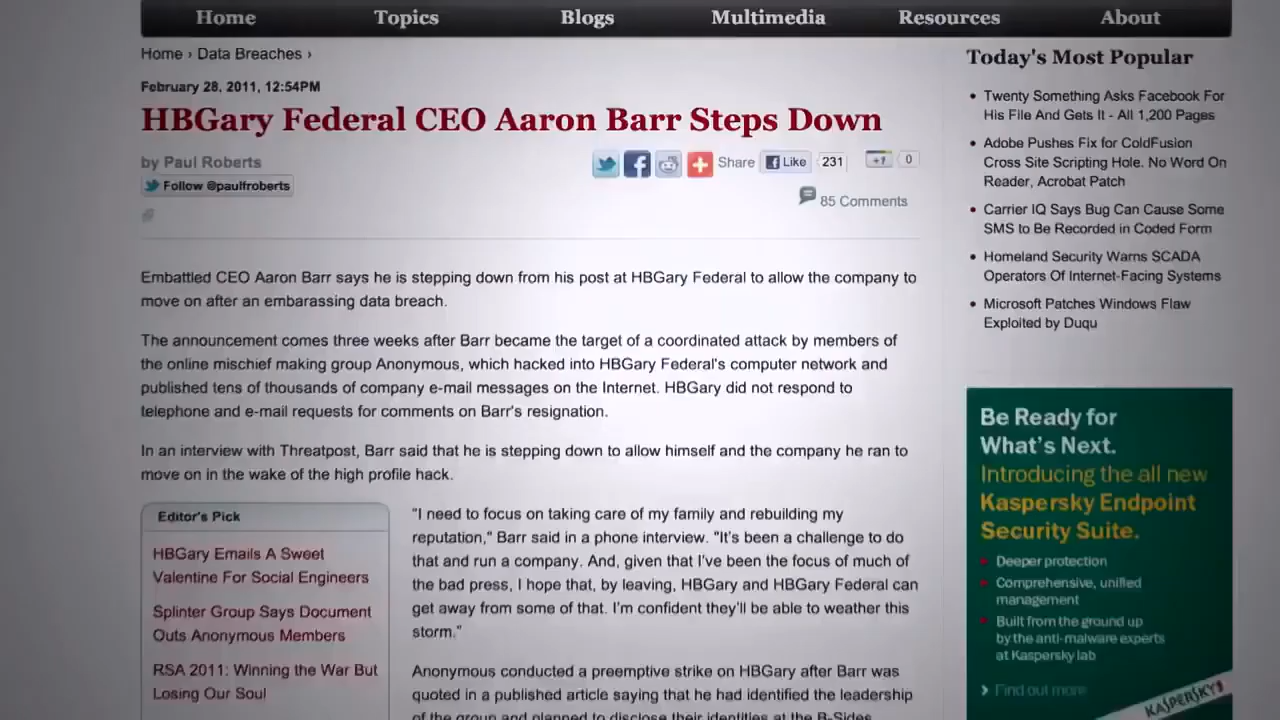 Home Topics Blogs Multimedia Resources About
Home › Data Breaches ›
February 28, 2011, 12:54PM
HBGary Federal CEO Aaron Barr Steps Down
by Paul Roberts
Follow @paulfroberts
Share
Like
231
+1
0
85 Comments
Embattled CEO Aaron Barr says he is stepping down from his post at HBGary Federal to allow the company to
move on after an embarassing data breach.
The announcement comes three weeks after Barr became the target of a coordinated attack by members of
the online mischief making group Anonymous, which hacked into HBGary Federal's computer network and
published tens of thousands of company e-mail messages on the Internet. HBGary did not respond to
telephone and e-mail requests for comments on Barr's resignation.
In an interview with Threatpost, Barr said that he is stepping down to allow himself and the company he ran to
move on in the wake of the high profile hack.
Editor's Pick
HBGary Emails A Sweet
Valentine For Social Engineers
Splinter Group Says Document
Outs Anonymous Members
RSA 2011: Winning the War But
Losing Our Soul
"I need to focus on taking care of my family and rebuilding my
reputation," Barr said in a phone interview. "It's been a challenge to do
that and run a company. And, given that I've been the focus of much of
the bad press, I hope that, by leaving, HBGary and HBGary Federal can
get away from some of that. I'm confident they'll be able to weather this
storm."
Anonymous conducted a preemptive strike on HBGary after Barr was
quoted in a published article saying that he had identified the leadership
of the group and planned to disclose their identities at the B-Sides
Today's Most Popular
Twenty Something Asks Facebook For
His File And Gets It - All 1,200 Pages
Adobe Pushes Fix for ColdFusion
Cross Site Scripting Hole. No Word On
Reader, Acrobat Patch
Carrier IQ Says Bug Can Cause Some
SMS to Be Recorded in Coded Form
Homeland Security Warns SCADA
Operators Of Internet-Facing Systems
Microsoft Patches Windows Flaw
Exploited by Duqu
Be Ready for
What's Next.
Introducing the all new
Kaspersky Endpoint
Security Suite.
Deeper protection
Comprehensive, unified
management
Built from the ground up
by the anti-malware experts
at Kaspersky lab
Find out more
KASPERSKY